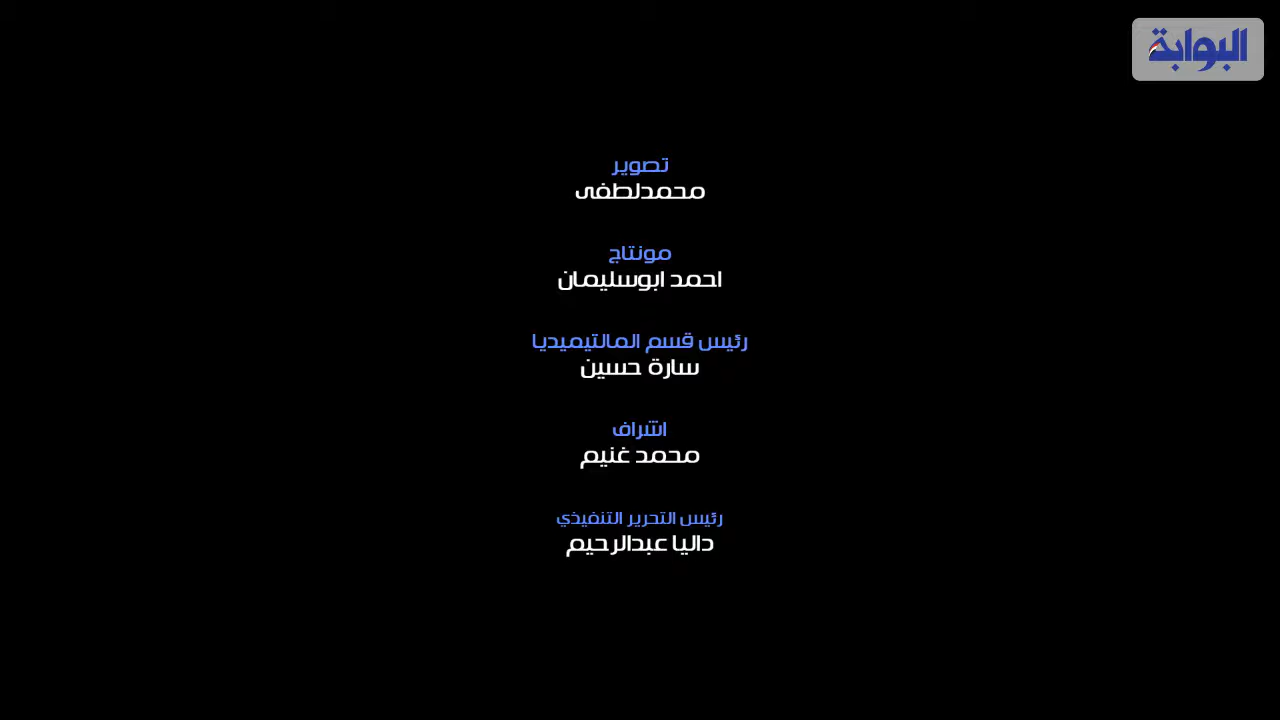 البوابة
تصوير
محمدلطفى
مونتاج
احمد ابوسليمان
رئيس قسم المالتيميديا
سارة حسين
اشراف
محمد غنيم
رئيس التحرير التنفيذي
داليا عبدالرحيم